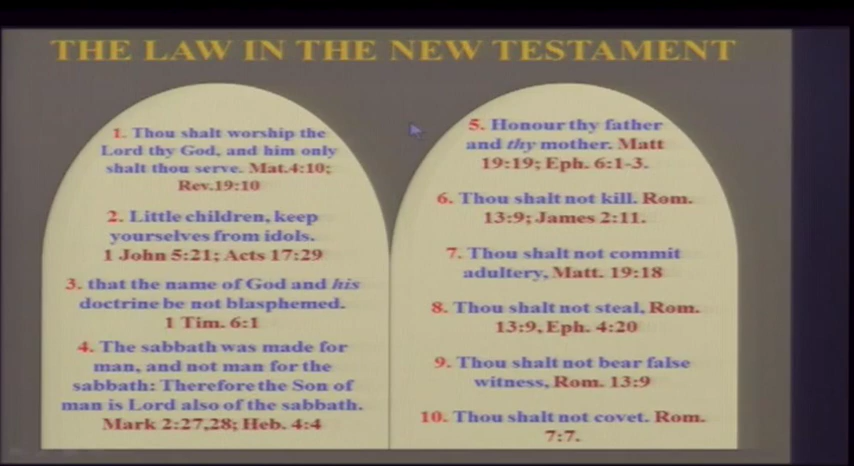 THE LAW IN THE NEW TESTAMENT
1. Thou shalt worship the
Lord thy God, and him only
shalt thou serve. Mat.4:10;
Rev.19:10
2. Little children, keep
yourselves from idols.
1 John 5:21; Acts 17:29
3. that the name of God and his
doctrine be not blasphemed.
1 Tim. 6:1
4. The sabbath was made for
man, and not man for the
sabbath: Therefore the Son of
man is Lord also of the sabbath.
Mark 2:27,28; Heb. 4:4
5. Honour thy father
and thy mother. Matt
19:19; Eph. 6:1-3.
6. Thou shalt not kill. Rom.
13:9; James 2:11.
7. Thou shalt not commit
adultery, Matt. 19:18
8. Thou shalt not steal, Rom.
13:9, Eph. 4:20
9. Thou shalt not bear false
witness, Rom. 13:9
10. Thou shalt not covet. Rom.
7:7.